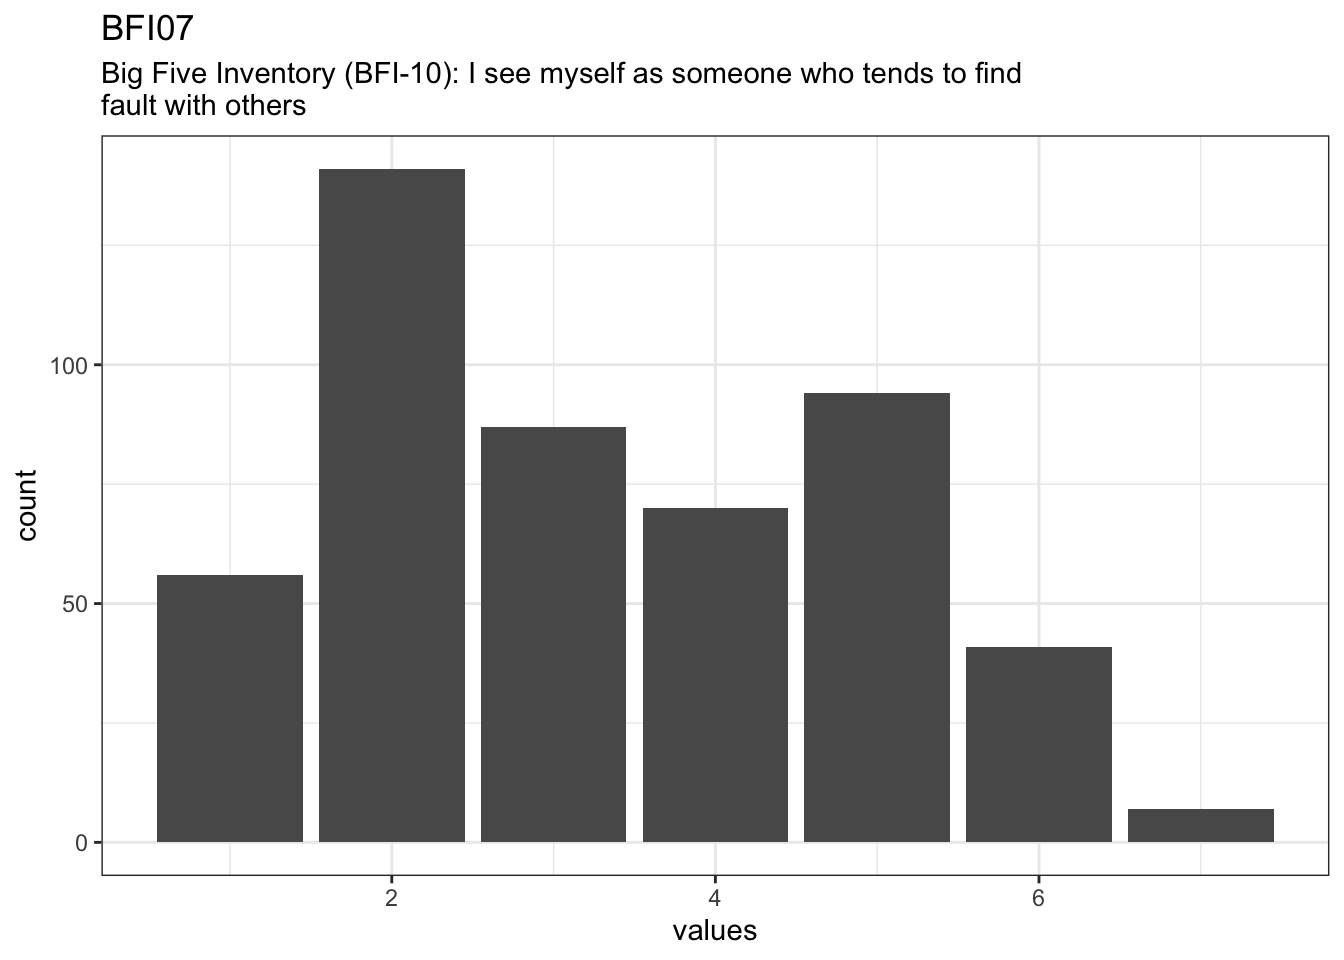 BFI07
Big Five Inventory (BFI-10): I see myself as someone who tends to find
fault with others
100
50
0
count
2 4 6
values